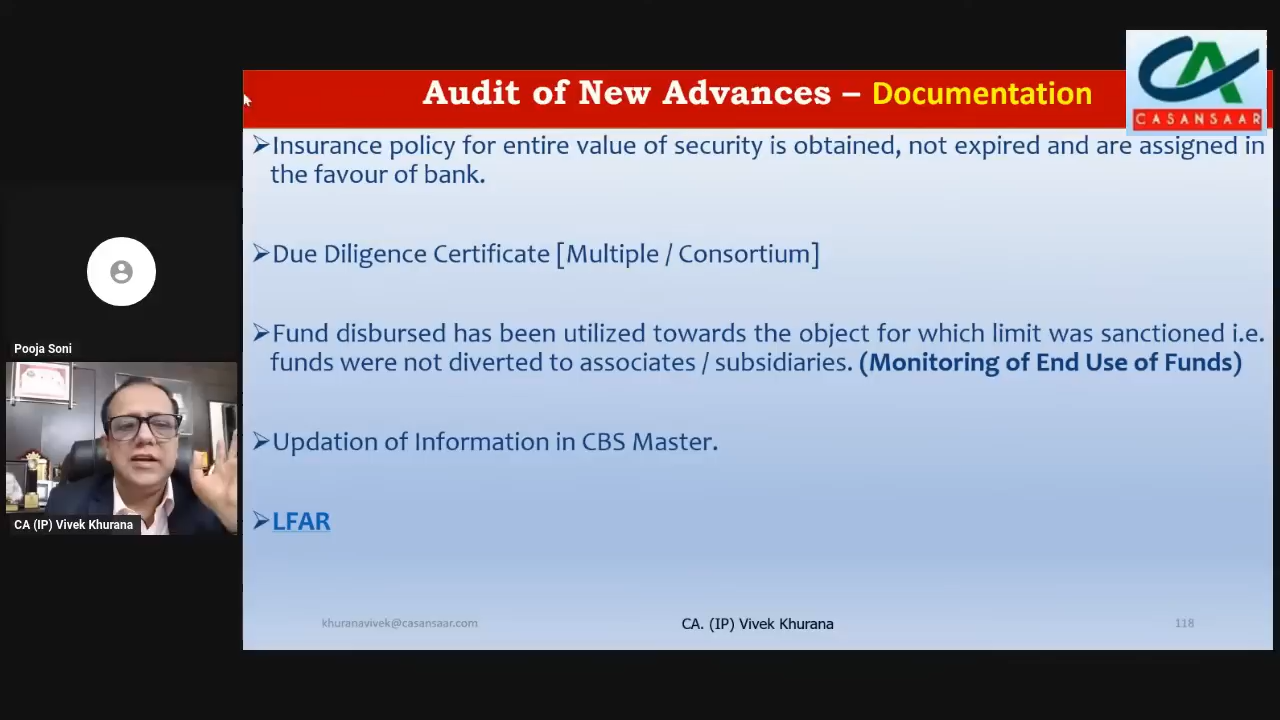 Audit of New Advances – Documentation
CASANSAAR
➢Insurance policy for entire value of security is obtained, not expired and are assigned in
the favour of bank.
➢Due Diligence Certificate [Multiple / Consortium]
➢Fund disbursed has been utilized towards the object for which limit was sanctioned i.e.
funds were not diverted to associates / subsidiaries. (Monitoring of End Use of Funds)
➢Updation of Information in CBS Master.
➢LFAR
Pooja Soni
CA (IP) Vivek Khurana
khuranavivek@casansaar.com
CA. (IP) Vivek Khurana
118